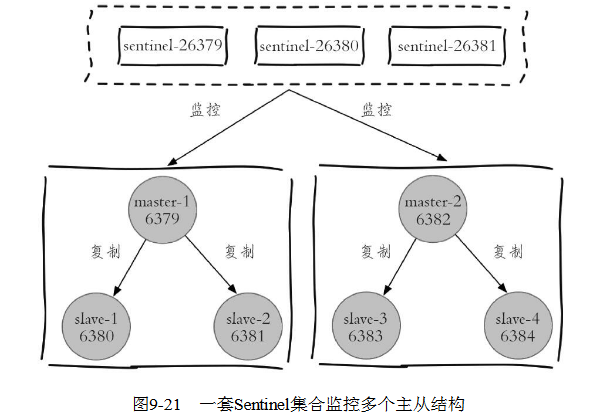 sentinel-26379 sentinel-26380 sentinel-26381
监控 监控
master-1 master-2
6379 6382
复制 复制 复制 复制
slave-1 slave-2 slave-3 slave-4
6380 6381 6383 6384
图9-21 一套Sentinel集合监控多个主从结构